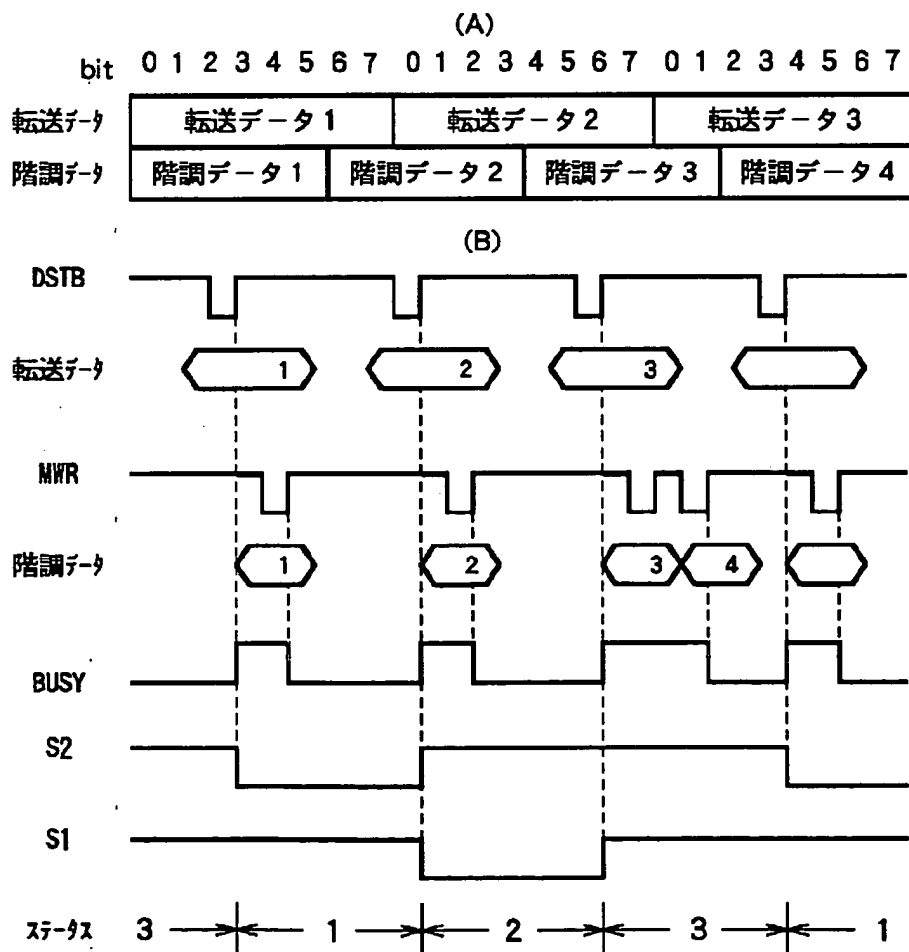 (A)
bit 0 1 2 3 4 5 6 7 0 1 2 3 4 5 6 7 0 1 2 3 4 5 6 7
転送データ 転送データ1 転送データ2 転送データ3
階調データ 階調データ1 階調データ2 階調データ3 階調データ4
(B)
DSTB
転送ﾃﾞｰﾀ 1 2 3
MWR
階調ﾃﾞｰﾀ 1 2 3 4
BUSY
S2
S1
ｽﾃｰﾀｽ 3 1 2 3 1